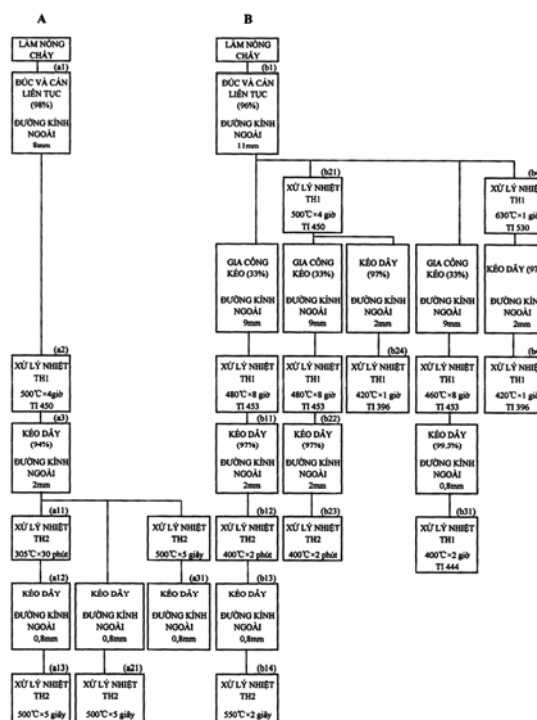 A
B
LÀM NÓNG
CHẢY
(a1)
ĐÚC VÀ CÁN
LIÊN TỤC
(98%)
ĐƯỜNG KÍNH
NGOÀI
8mm
(a2)
XỬ LÝ NHIỆT
TH1
500°C×4giờ
TI 450
(a3)
KÉO DÂY
(94%)
ĐƯỜNG KÍNH
NGOÀI
2mm
(a11)
XỬ LÝ NHIỆT
TH2
305°C×30 phút
XỬ LÝ NHIỆT
TH2
500°C×5 giây
(a12)
KÉO DÂY
ĐƯỜNG KÍNH
NGOÀI
0,8mm
KÉO DÂY
ĐƯỜNG KÍNH
NGOÀI
0,8mm
(a31)
KÉO DÂY
ĐƯỜNG KÍNH
NGOÀI
0,8mm
(a13)
XỬ LÝ NHIỆT
TH2
500°C×5 giây
(a21)
XỬ LÝ NHIỆT
TH2
500°C×5 giây
LÀM NÓNG
CHẢY
(b1)
ĐÚC VÀ CÁN
LIÊN TỤC
(96%)
ĐƯỜNG KÍNH
NGOÀI
11mm
(b21)
XỬ LÝ NHIỆT
TH1
500°C×4 giờ
TI 450
XỬ LÝ NHIỆT
TH1
630°C×1 giờ
TI 530
GIA CÔNG
KÉO (33%)
ĐƯỜNG KÍNH
NGOÀI
9mm
GIA CÔNG
KÉO (33%)
ĐƯỜNG KÍNH
NGOÀI
9mm
KÉO DÂY
(97%)
ĐƯỜNG KÍNH
NGOÀI
2mm
GIA CÔNG
KÉO (33%)
ĐƯỜNG KÍNH
NGOÀI
9mm
KÉO DÂY (97
ĐƯỜNG KÍNH
NGOÀI
2mm
XỬ LÝ NHIỆT
TH1
480°C×8 giờ
TI 453
XỬ LÝ NHIỆT
TH1
480°C×8 giờ
TI 453
(b24)
XỬ LÝ NHIỆT
TH1
420°C×1 giờ
TI 396
XỬ LÝ NHIỆT
TH1
460°C×8 giờ
TI 453
XỬ LÝ NHIỆT
TH1
420°C×1 giờ
TI 396
(b11)
KÉO DÂY
(97%)
ĐƯỜNG KÍNH
NGOÀI
2mm
(b22)
KÉO DÂY
(97%)
ĐƯỜNG KÍNH
NGOÀI
2mm
KÉO DÂY
(99.5%)
ĐƯỜNG KÍNH
NGOÀI
0,8mm
(b12)
XỬ LÝ NHIỆT
TH2
400°C×2 phút
(b23)
XỬ LÝ NHIỆT
TH2
400°C×2 phút
(b31)
XỬ LÝ NHIỆT
TH1
400°C×2 giờ
TI 444
(b13)
KÉO DÂY
ĐƯỜNG KÍNH
NGOÀI
0,8mm
(b14)
XỬ LÝ NHIỆT
TH2
550°C×2 giây